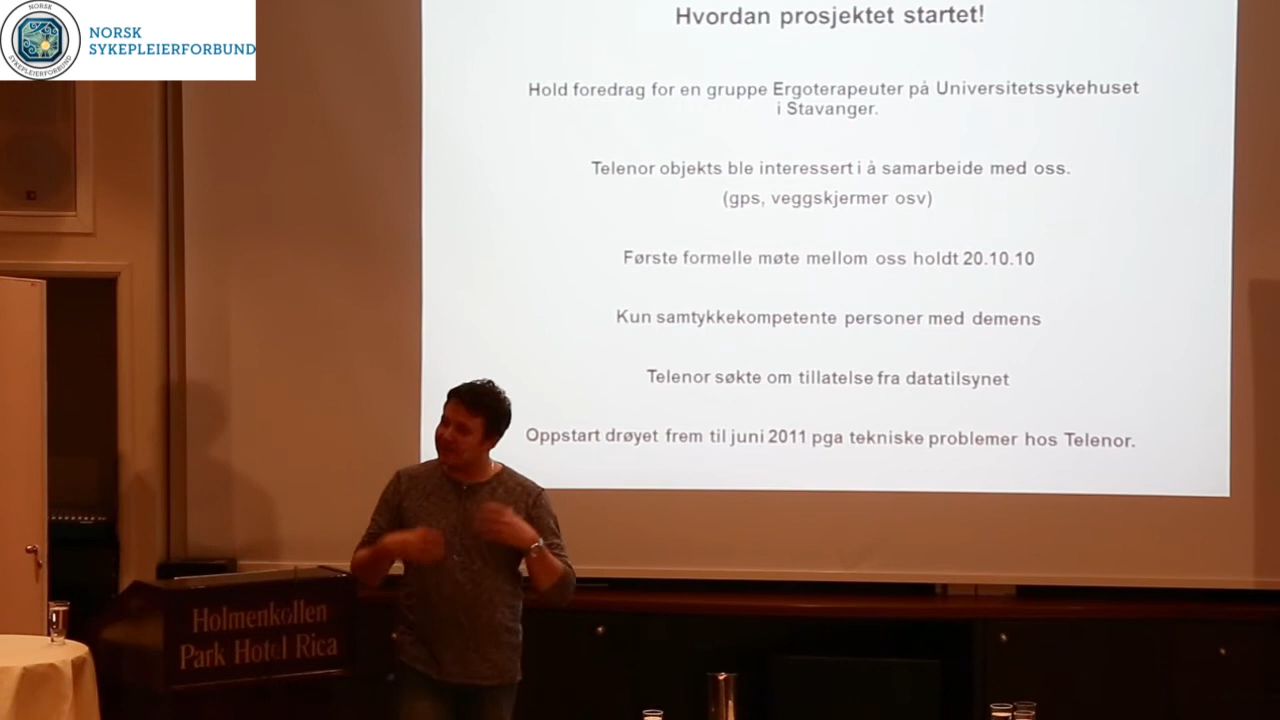 NORSK
SYKEPLEIERFORBUND
NORSK
SYKEPLEIERFORBUND
Hvordan prosjektet startet!
Hold foredrag for en gruppe Ergoterapeuter på Universitetssykehuset
i Stavanger.
Telenor objekts ble interessert i å samarbeide med oss.
(gps, veggskjermer osv)
Første formelle møte mellom oss holdt 20.10.10
Kun samtykkekompetente personer med demens
Telenor søkte om tillatelse fra datatilsynet
Oppstart drøyet frem til juni 2011 pga tekniske problemer hos Telenor.
Holmenkollen
Park Hotel Rica